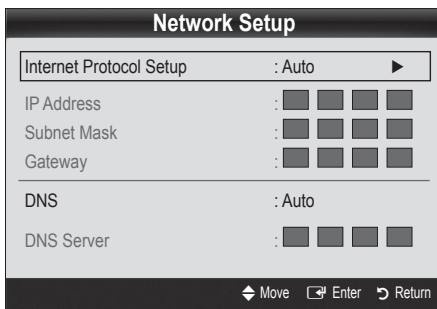 Network Setup
Internet Protocol Setup : Auto ►
IP Address :
Subnet Mask :
Gateway :
DNS : Auto
DNS Server :
Move Enter Return